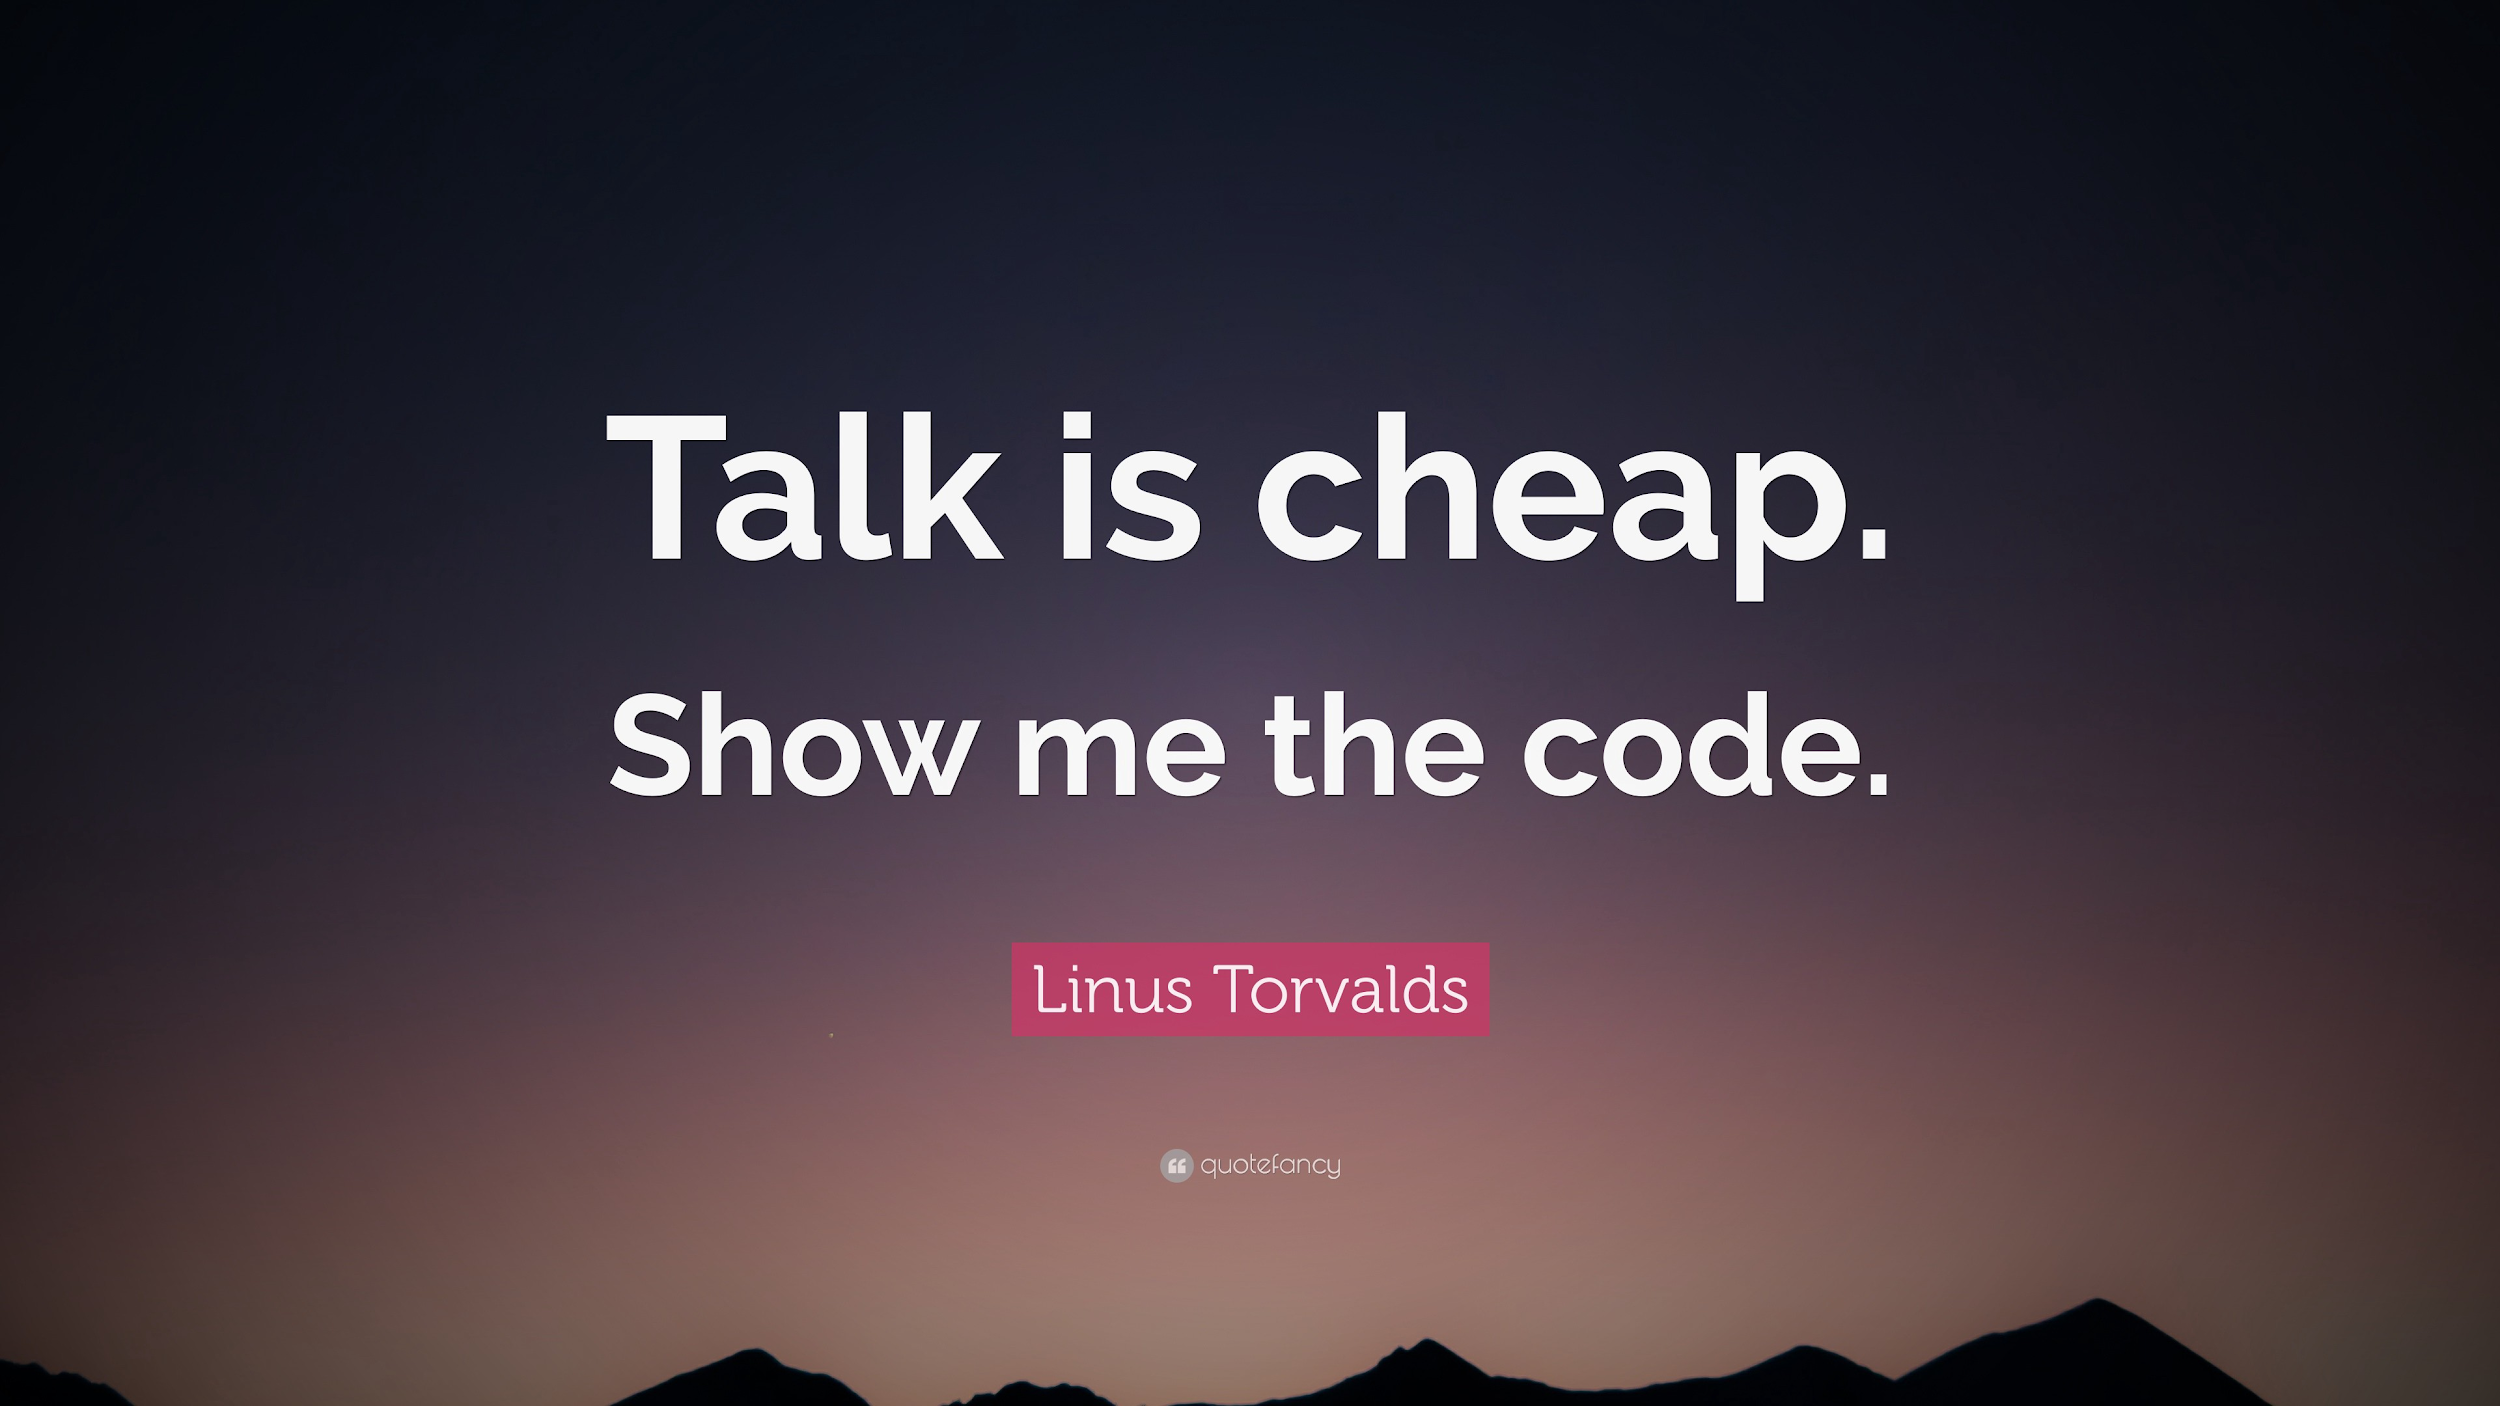 Talk is cheap.
Show me the code.
Linus Torvalds
quotefancy